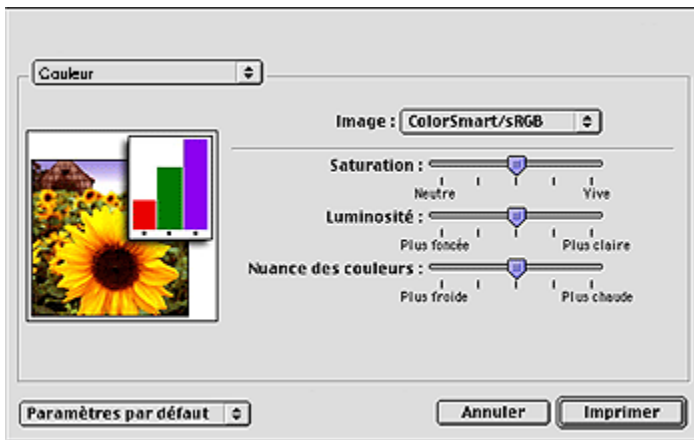 Couleur
Image : ColorSmart/sRGB
Saturation :
Neutre Vive
Luminosité :
Plus foncée Plus claire
Nuance des couleurs :
Plus froide Plus chaude
Paramètres par défaut Annuler Imprimer